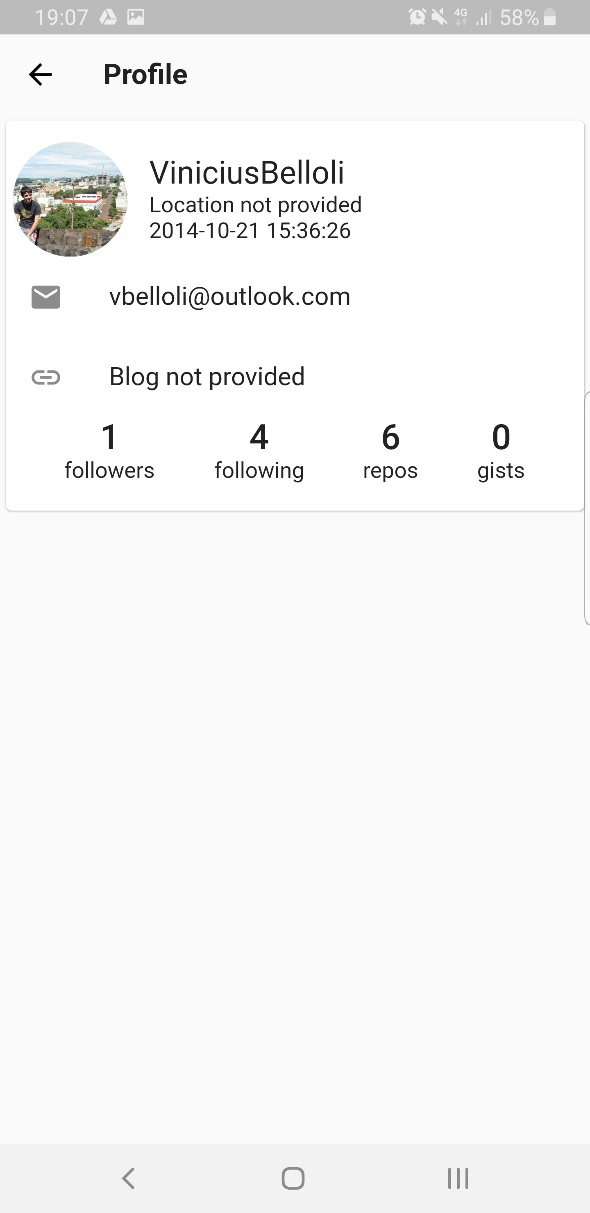 19:07 4G 58%
Profile
ViniciusBelloli
Location not provided
2014-10-21 15:36:26
vbelloli@outlook.com
Blog not provided
1 4 6 0
followers following repos gists